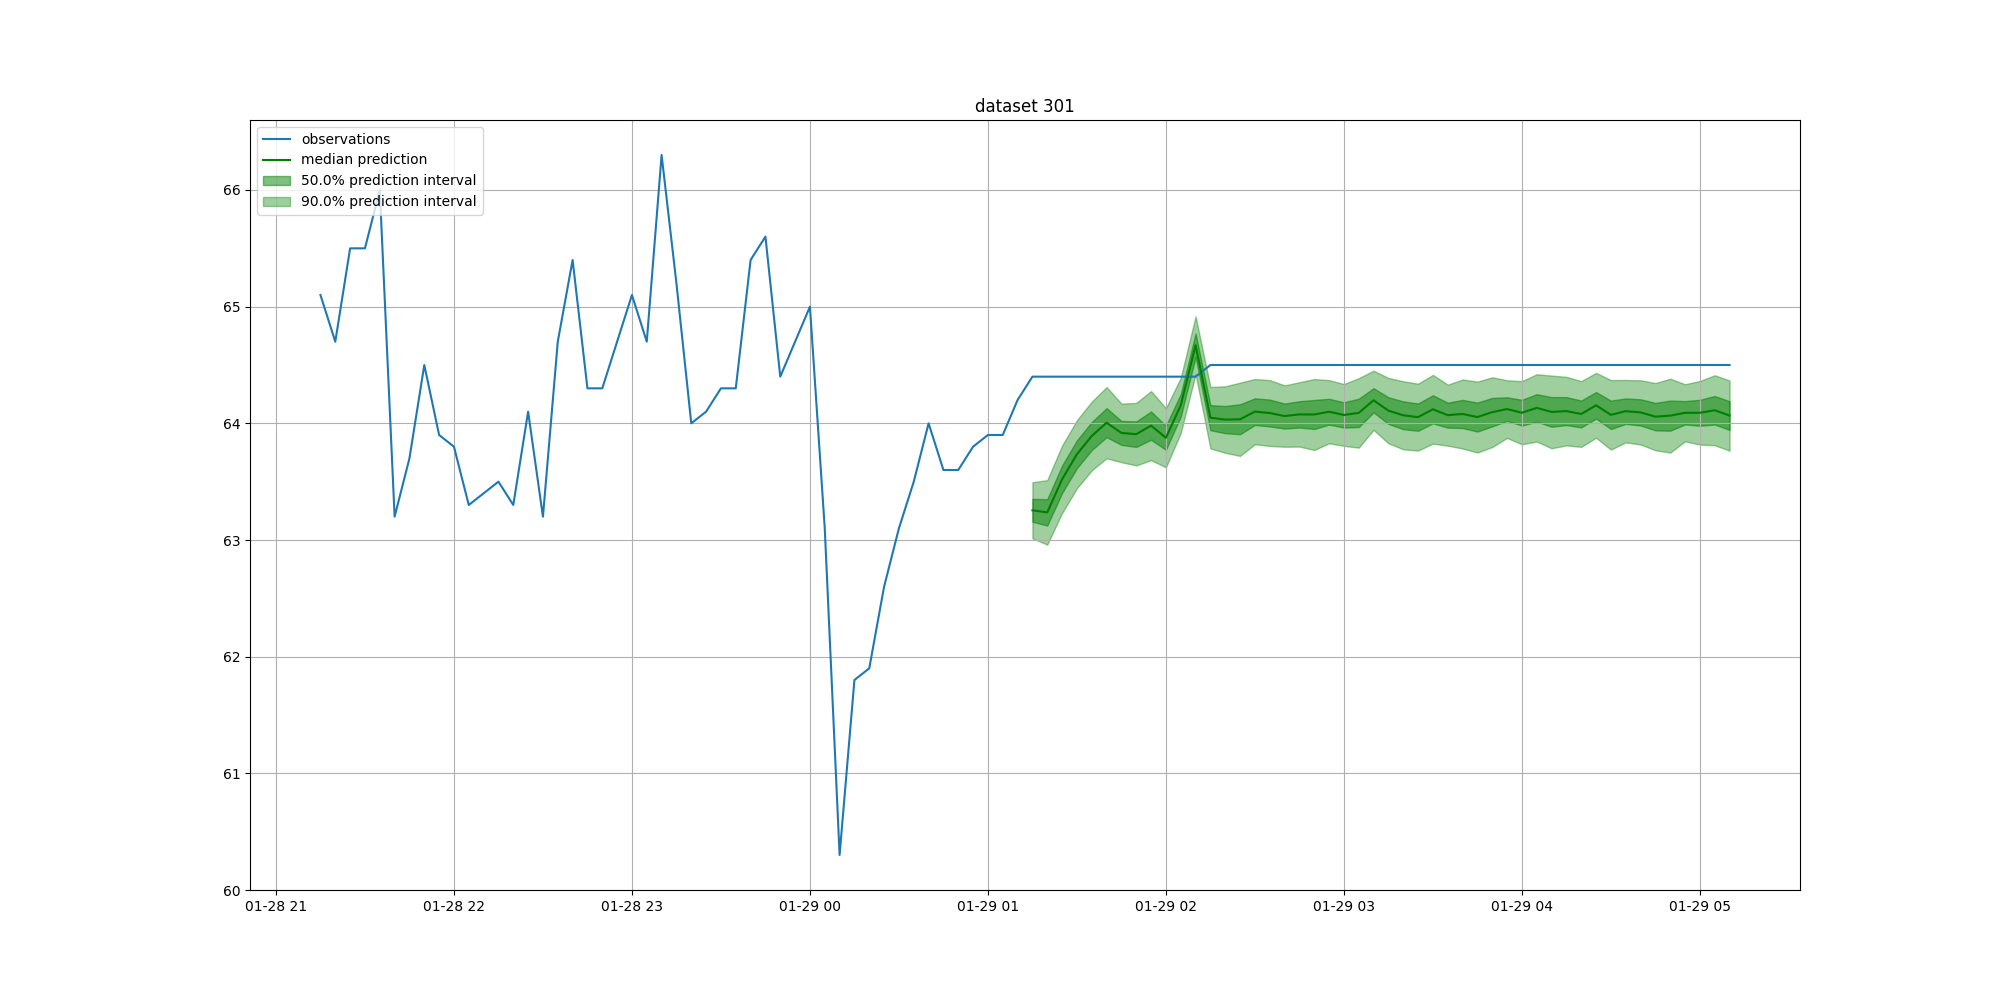 dataset 301
observations
median prediction
50.0% prediction interval
90.0% prediction interval
66
65
64
63
62
61
60
01-28 21 01-28 22 01-28 23 01-29 00 01-29 01 01-29 02 01-29 03 01-29 04 01-29 05